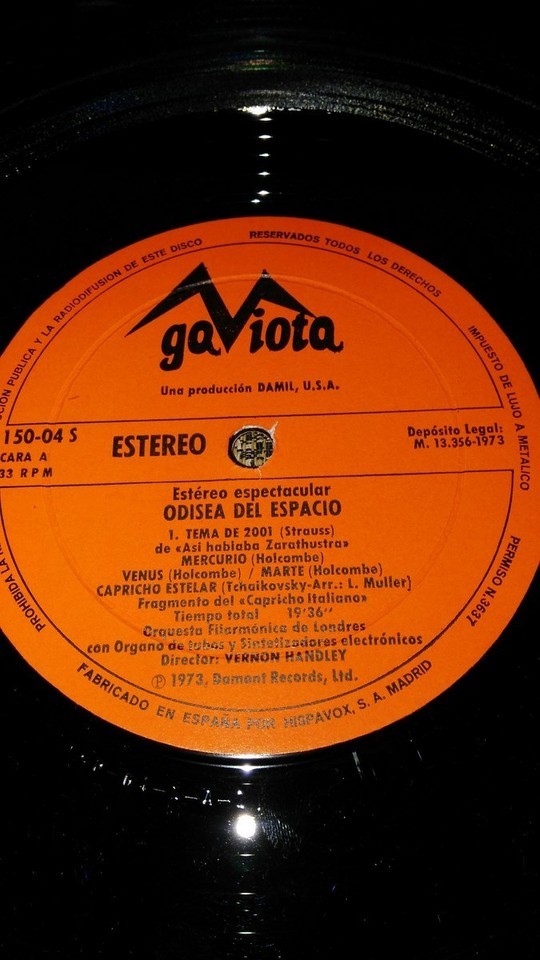 CION PUBLICA Y LA RADIODIFUSION DE ESTE DISCO
RESERVADOS TODOS LOS DERECHOS
IMPUESTO DE LUJO A METALICO
gaviota
Una producción DAMIL, U.S.A.
150-04 S
CARA A
33 RPM
ESTEREO
Depósito Legal:
M. 13.356-1973
Estéreo espectacular
ODISEA DEL ESPACIO
1. TEMA DE 2001 (Strauss)
de «Asi hablaba Zarathustra»
MERCURIO (Holcombe)
VENUS (Holcombe) / MARTE (Holcombe)
CAPRICHO ESTELAR (Tchaikovsky-Arr.: L. Muller)
Fragmento del «Capricho Italiano»
Tiempo total 19'36"
Orquesta Filarmónica de Londres
con Organo de tubos y Sintetizadores electrónicos
Director: VERNON HANDLEY
Ⓟ 1973, Damont Records, Ltd.
PERMISO N.3637
PROHIBIDA LA
FABRICADO EN ESPAÑA POR HISPAVOX, S. A. MADRID